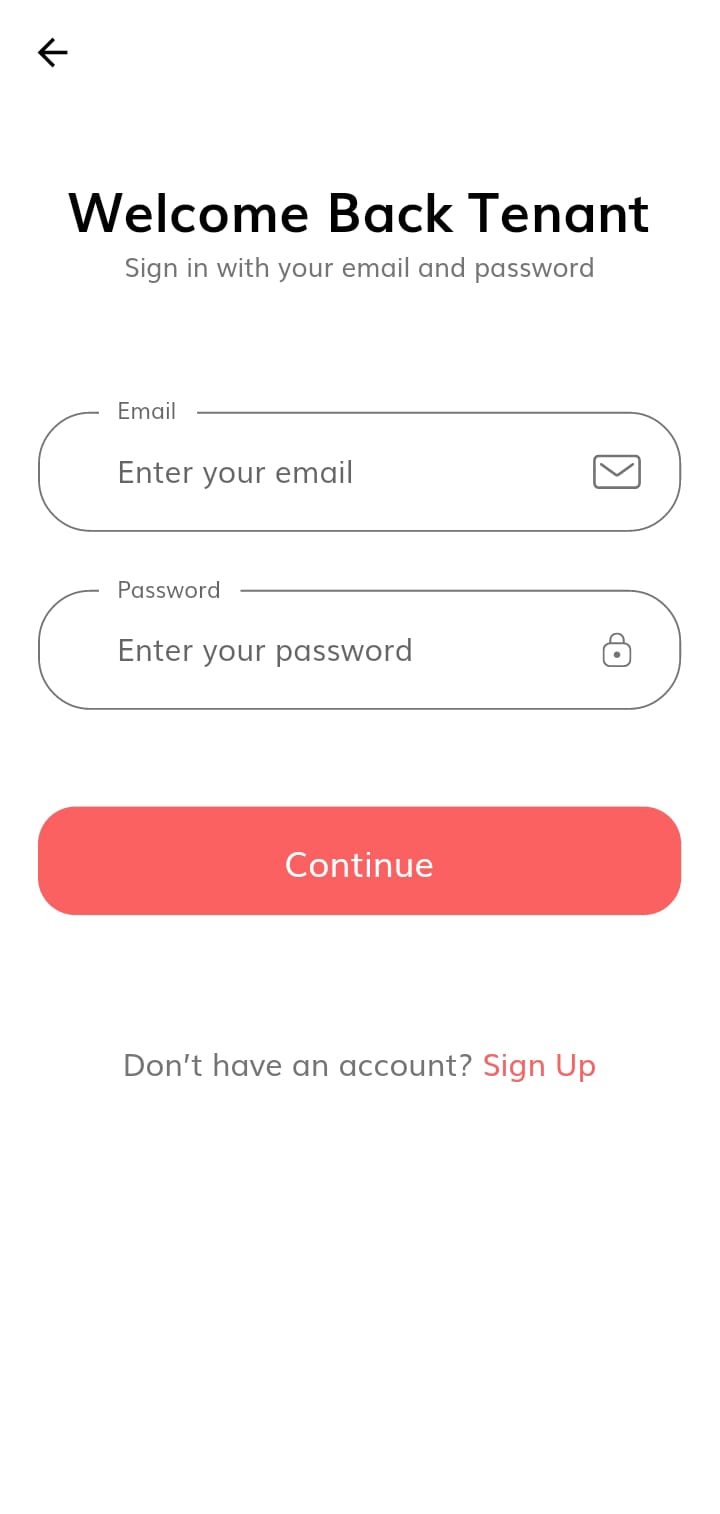 Welcome Back Tenant
Sign in with your email and password
Email
Enter your email
Password
Enter your password
Continue
Don't have an account? Sign Up